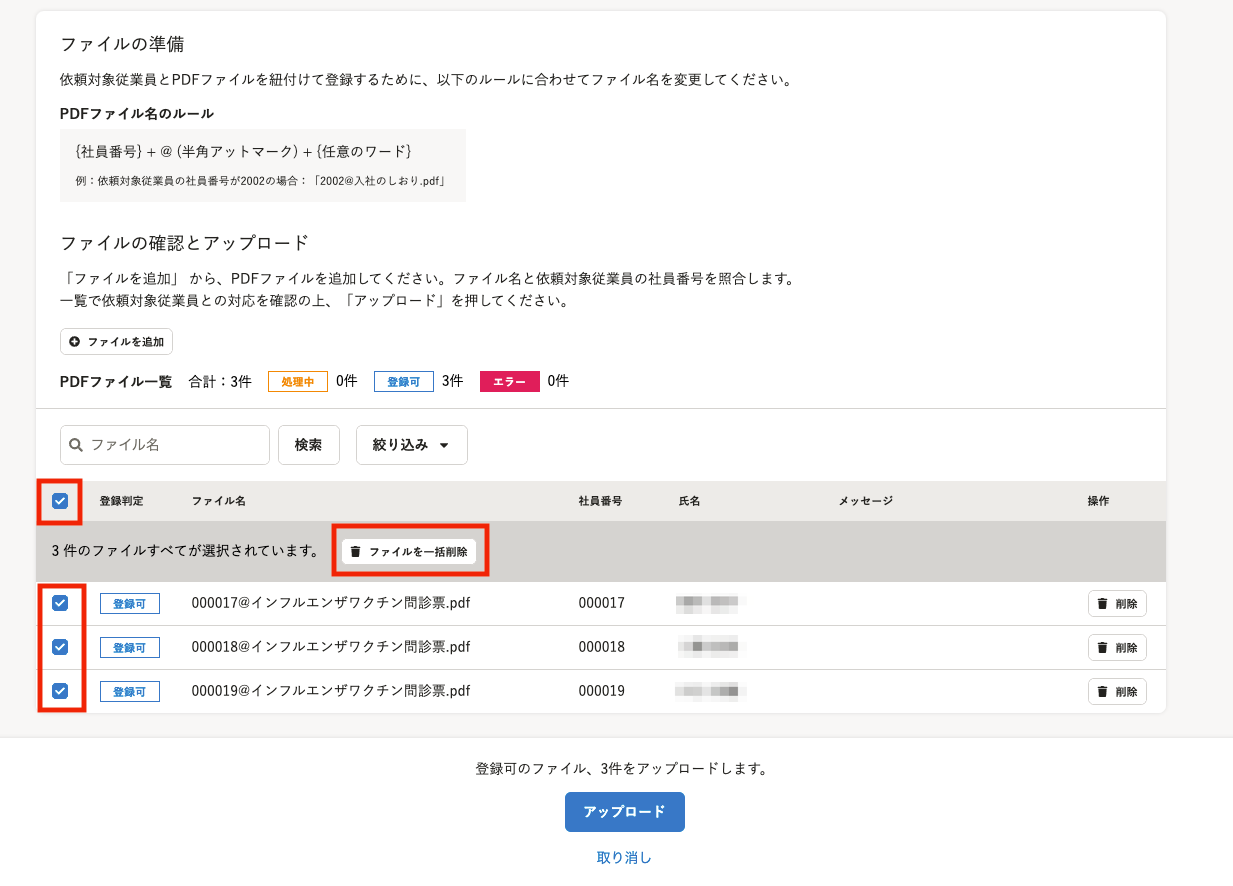 ファイルの準備
依頼対象従業員とPDFファイルを紐付けて登録するために、以下のルールに合わせてファイル名を変更してください。
PDFファイル名のルール
{社員番号} + @ (半角アットマーク) + {任意のワード}
例：依頼対象従業員の社員番号が2002の場合：「2002@入社のしおり.pdf」
ファイルの確認とアップロード
「ファイルを追加」 から、PDFファイルを追加してください。ファイル名と依頼対象従業員の社員番号を照合します。
一覧で依頼対象従業員との対応を確認の上、「アップロード」を押してください。
ファイルを追加
PDFファイル一覧 合計：3件 処理中 0件 登録可 3件 エラー 0件
ファイル名 検索 絞り込み
登録判定 ファイル名 社員番号 氏名 メッセージ 操作
3 件のファイルすべてが選択されています。 ファイルを一括削除
登録可 000017@インフルエンザワクチン問診票.pdf 000017 削除
登録可 000018@インフルエンザワクチン問診票.pdf 000018 削除
登録可 000019@インフルエンザワクチン問診票.pdf 000019 削除
登録可のファイル、3件をアップロードします。
アップロード
取り消し